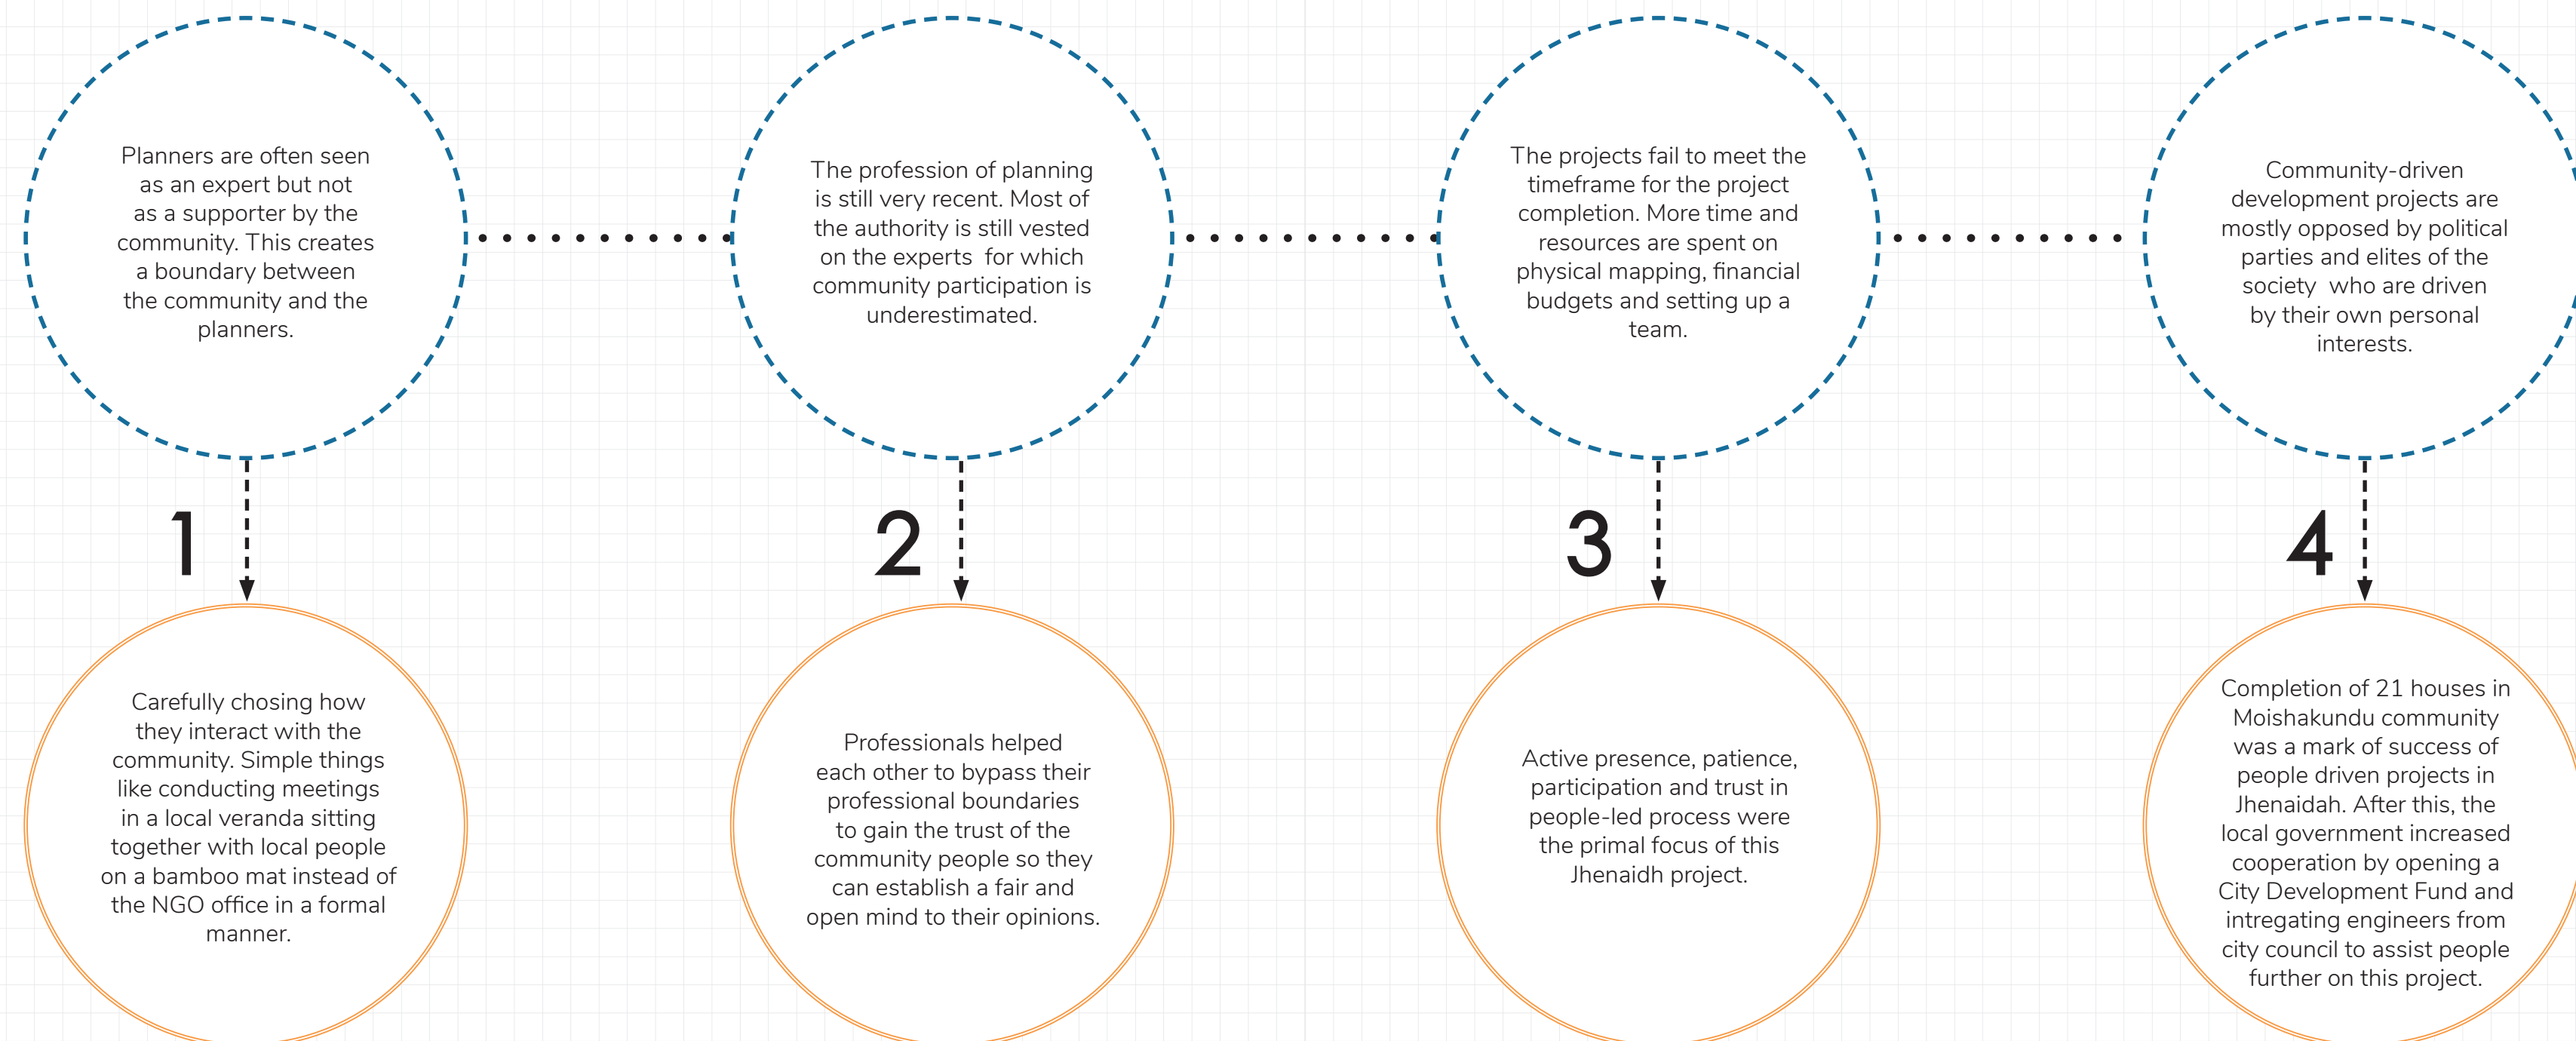 Planners are often seen
as an expert but not
as a supporter by the
community. This creates
a boundary between
the community and the
planners.
The profession of planning
is still very recent. Most of
the authority is still vested
on the experts  for which
community participation is
underestimated.
The projects fail to meet the
timeframe for the project
completion. More time and
resources are spent on
physical mapping, financial
budgets and setting up a
team.
Community-driven
development projects are
mostly opposed by political
parties and elites of the
society  who are driven
by their own personal
interests.
1
2
3
4
Carefully chosing how
they interact with the
community. Simple things
like conducting meetings
in a local veranda sitting
together with local people
on a bamboo mat instead of
the NGO office in a formal
manner.
Professionals helped
each other to bypass their
professional boundaries
to gain the trust of the
community people so they
can establish a fair and
open mind to their opinions.
Active presence, patience,
participation and trust in
people-led process were
the primal focus of this
Jhenaidh project.
Completion of 21 houses in
Moishakundu community
was a mark of success of
people driven projects in
Jhenaidah. After this, the
local government increased
cooperation by opening a
City Development Fund and
intregating engineers from
city council to assist people
further on this project.